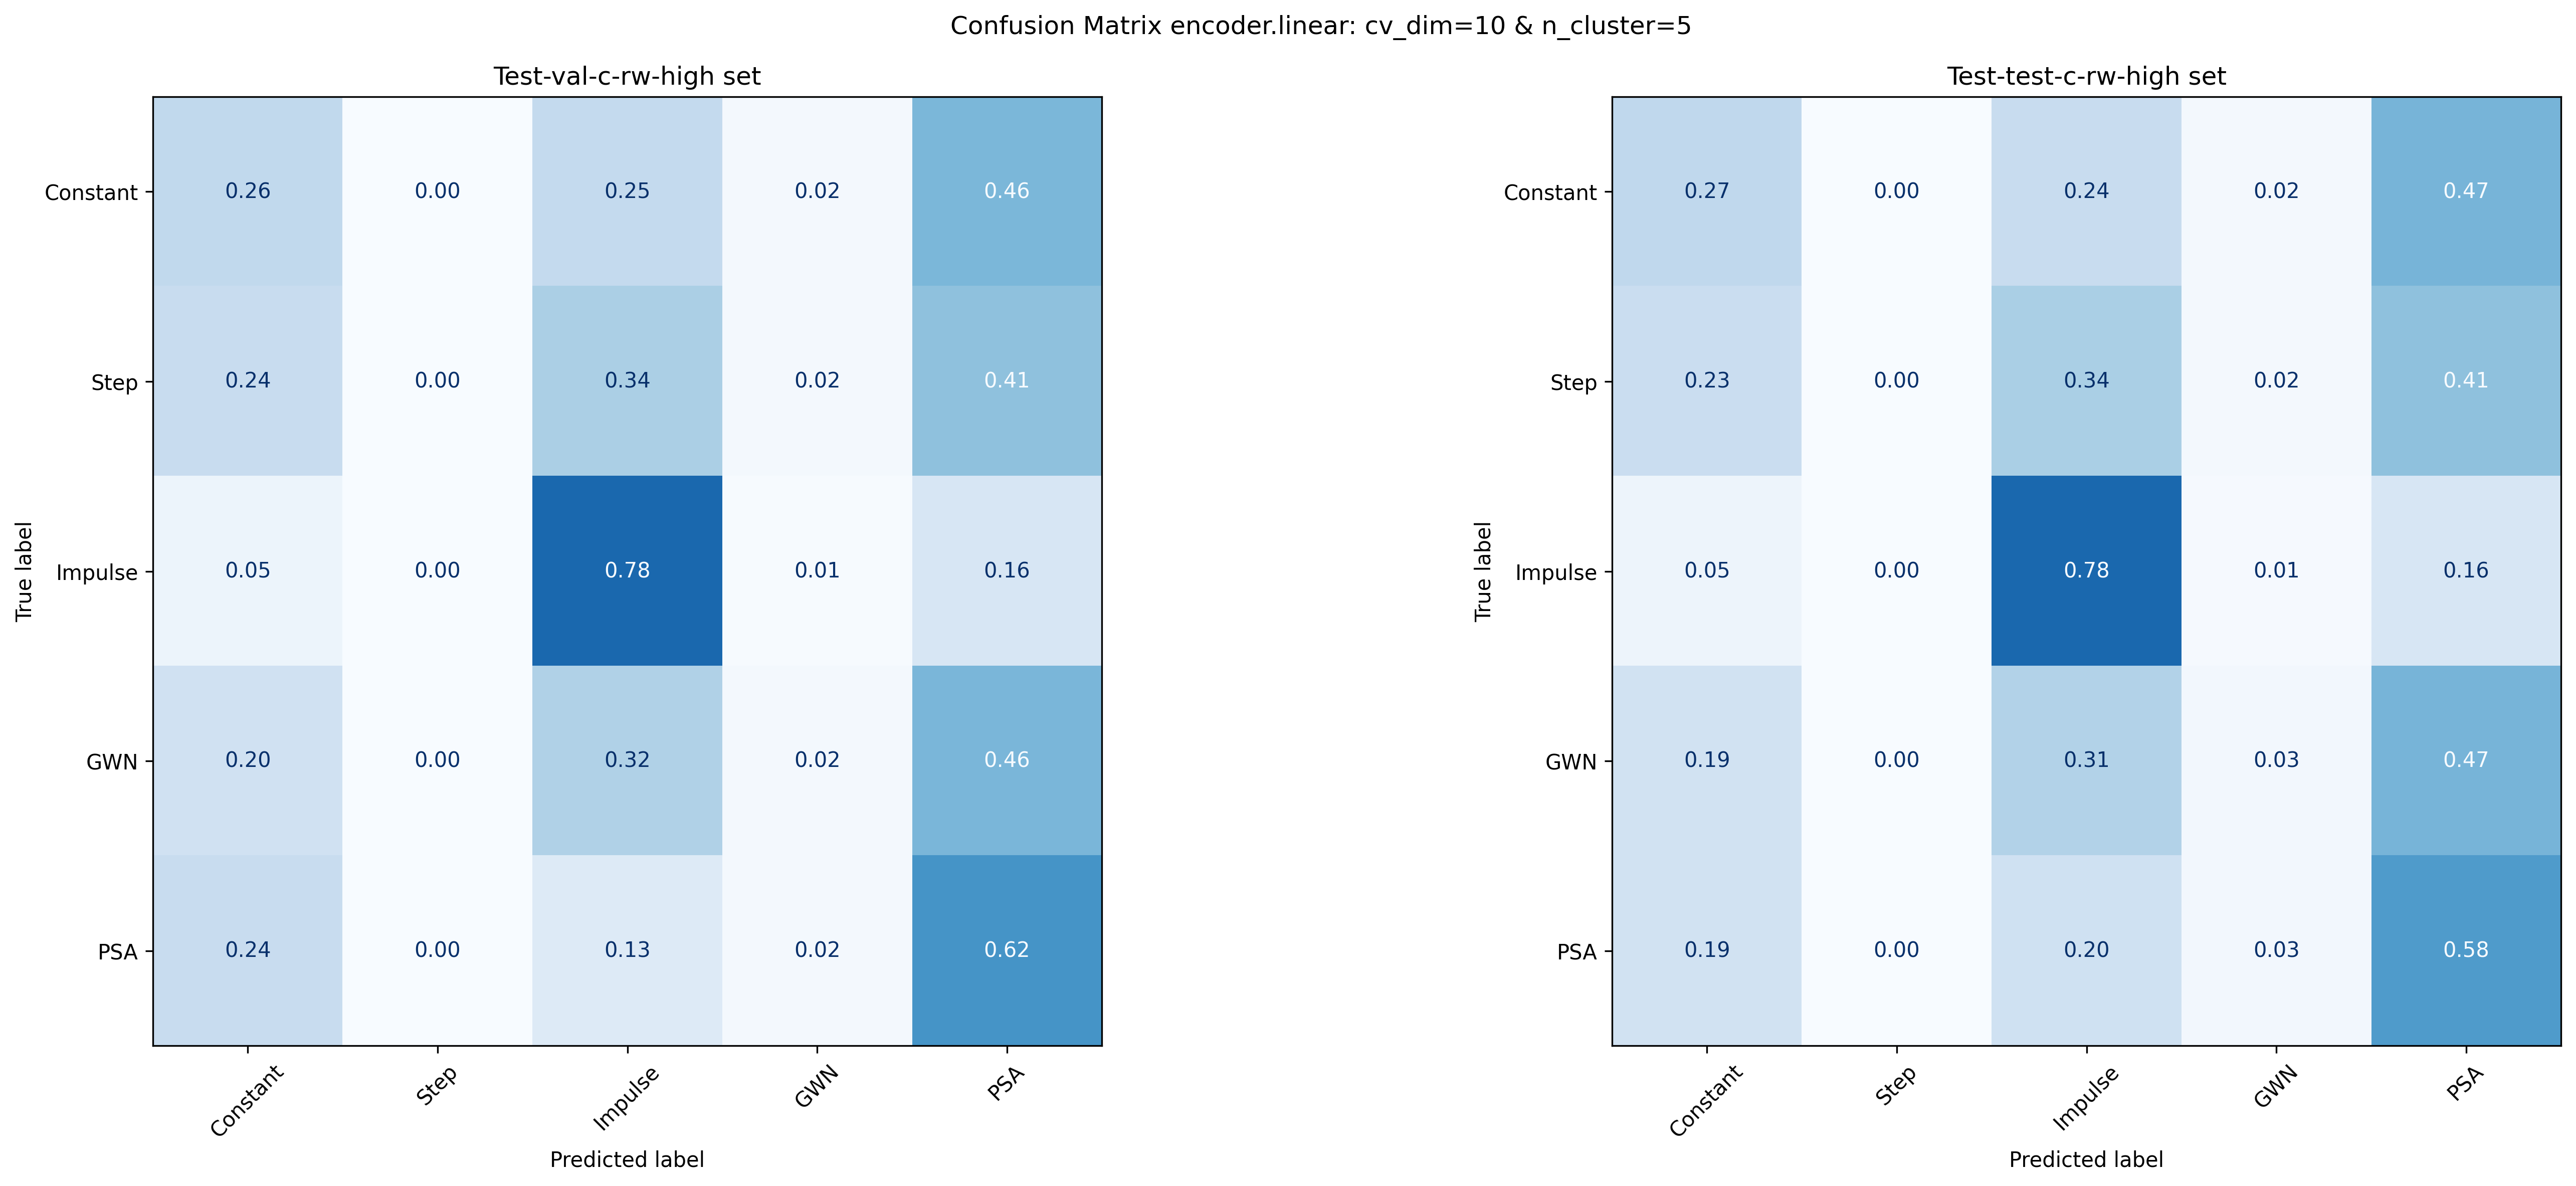 Confusion Matrix encoder.linear: cv_dim=10 & n_cluster=5
Test-val-c-rw-high set
True label
Constant 0.26 0.00 0.25 0.02 0.46
Step 0.24 0.00 0.34 0.02 0.41
Impulse 0.05 0.00 0.78 0.01 0.16
GWN 0.20 0.00 0.32 0.02 0.46
PSA 0.24 0.00 0.13 0.02 0.62
Constant Step Impulse GWN PSA
Predicted label
Test-test-c-rw-high set
True label
Constant 0.27 0.00 0.24 0.02 0.47
Step 0.23 0.00 0.34 0.02 0.41
Impulse 0.05 0.00 0.78 0.01 0.16
GWN 0.19 0.00 0.31 0.03 0.47
PSA 0.19 0.00 0.20 0.03 0.58
Constant Step Impulse GWN PSA
Predicted label